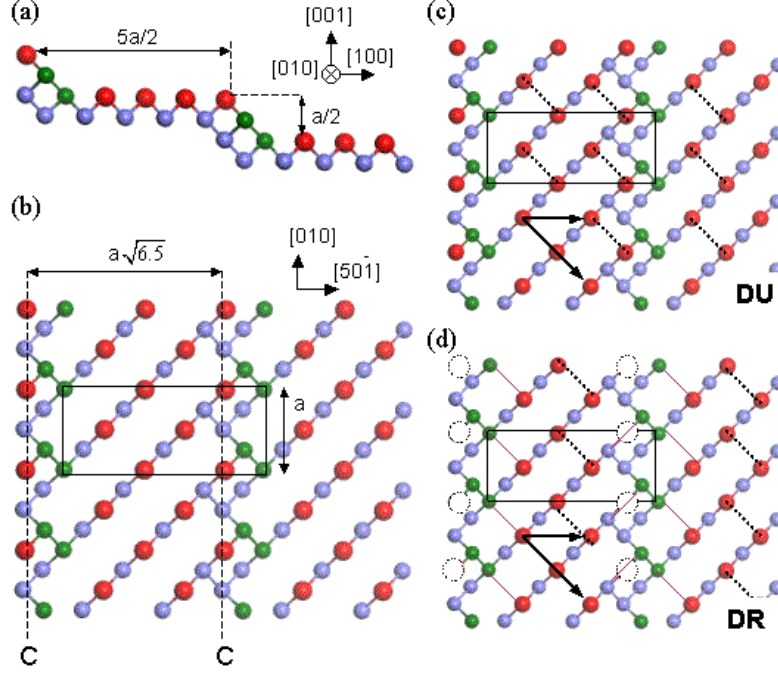 (a)
5a/2
[001]
[010]
[100]
a/2
(b)
a√6.5
[010]
[501̄]
a
C C
(c)
DU
(d)
DR